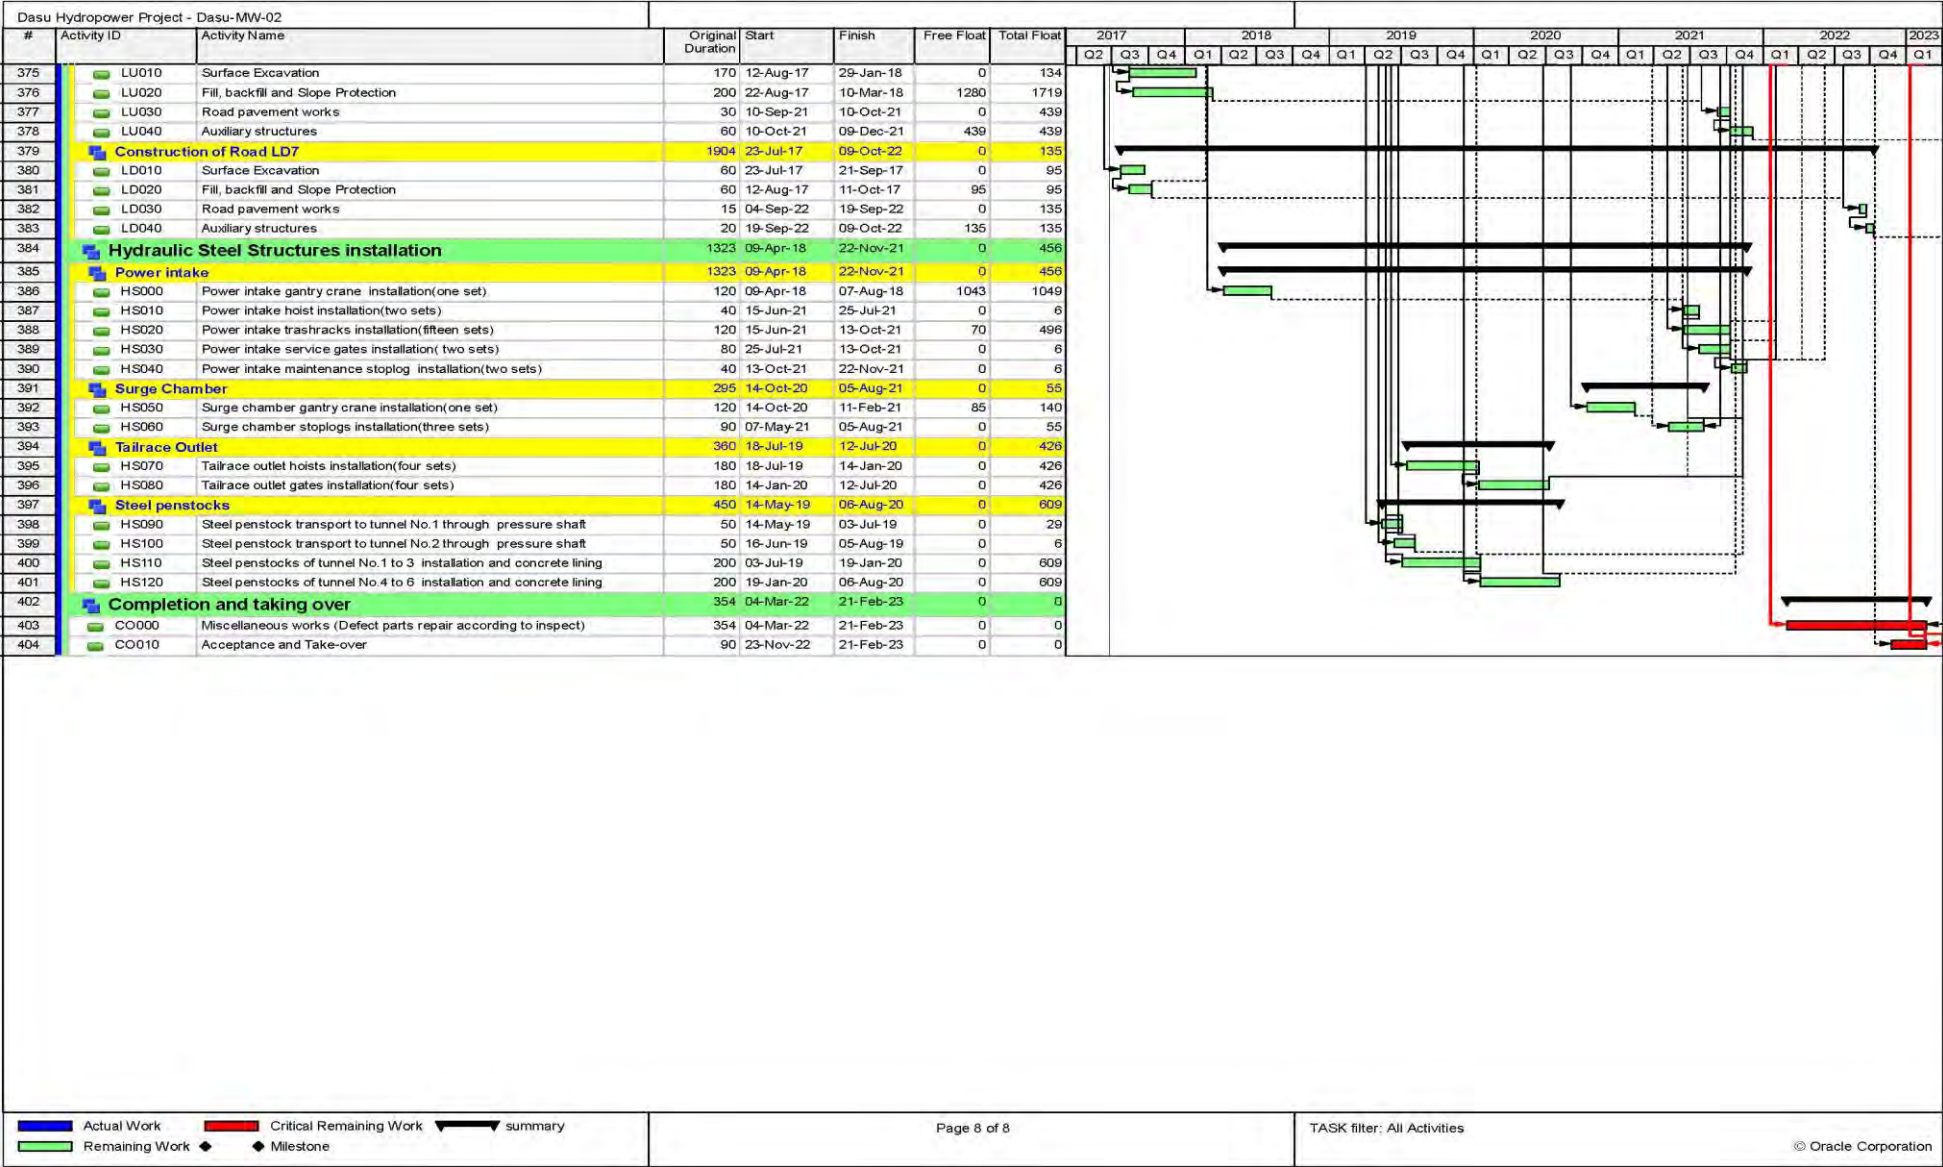 Dasu Hydropower Project - Dasu-MW-02
# Activity ID Activity Name Original Duration Start Finish Free Float Total Float 2017 2018 2019 2020 2021 2022 2023
Q2 Q3 Q4 Q1 Q2 Q3 Q4 Q1 Q2 Q3 Q4 Q1 Q2 Q3 Q4 Q1 Q2 Q3 Q4 Q1 Q2 Q3 Q4 Q1
375 LU010 Surface Excavation 170 12-Aug-17 29-Jan-18 0 134
376 LU020 Fill, backfill and Slope Protection 200 22-Aug-17 10-Mar-18 1280 1719
377 LU030 Road pavement works 30 10-Sep-21 10-Oct-21 0 439
378 LU040 Auxiliary structures 60 10-Oct-21 09-Dec-21 439 439
379 Construction of Road LD7 1904 23-Jul-17 09-Oct-22 0 135
380 LD010 Surface Excavation 60 23-Jul-17 21-Sep-17 0 95
381 LD020 Fill, backfill and Slope Protection 60 12-Aug-17 11-Oct-17 95 95
382 LD030 Road pavement works 15 04-Sep-22 19-Sep-22 0 135
383 LD040 Auxiliary structures 20 19-Sep-22 09-Oct-22 135 135
384 Hydraulic Steel Structures installation 1323 09-Apr-18 22-Nov-21 0 456
385 Power intake 1323 09-Apr-18 22-Nov-21 0 456
386 HS000 Power intake gantry crane installation(one set) 120 09-Apr-18 07-Aug-18 1043 1049
387 HS010 Power intake hoist installation(two sets) 40 15-Jun-21 25-Jul-21 0 6
388 HS020 Power intake trashracks installation(fifteen sets) 120 15-Jun-21 13-Oct-21 70 496
389 HS030 Power intake service gates installation( two sets) 80 25-Jul-21 13-Oct-21 0 6
390 HS040 Power intake maintenance stoplog installation(two sets) 40 13-Oct-21 22-Nov-21 0 6
391 Surge Chamber 295 14-Oct-20 05-Aug-21 0 55
392 HS050 Surge chamber gantry crane installation(one set) 120 14-Oct-20 11-Feb-21 85 140
393 HS060 Surge chamber stoplogs installation(three sets) 90 07-May-21 05-Aug-21 0 55
394 Tailrace Outlet 360 18-Jul-19 12-Jul-20 0 426
395 HS070 Tailrace outlet hoists installation(four sets) 180 18-Jul-19 14-Jan-20 0 426
396 HS080 Tailrace outlet gates installation(four sets) 180 14-Jan-20 12-Jul-20 0 426
397 Steel penstocks 450 14-May-19 06-Aug-20 0 609
398 HS090 Steel penstock transport to tunnel No.1 through pressure shaft 50 14-May-19 03-Jul-19 0 29
399 HS100 Steel penstock transport to tunnel No.2 through pressure shaft 50 16-Jun-19 05-Aug-19 0 6
400 HS110 Steel penstocks of tunnel No.1 to 3 installation and concrete lining 200 03-Jul-19 19-Jan-20 0 609
401 HS120 Steel penstocks of tunnel No.4 to 6 installation and concrete lining 200 19-Jan-20 06-Aug-20 0 609
402 Completion and taking over 354 04-Mar-22 21-Feb-23 0 0
403 CO000 Miscellaneous works (Defect parts repair according to inspect) 354 04-Mar-22 21-Feb-23 0 0
404 CO010 Acceptance and Take-over 90 23-Nov-22 21-Feb-23 0 0
Actual Work Critical Remaining Work summary
Remaining Work Milestone
Page 8 of 8
TASK filter: All Activities
© Oracle Corporation